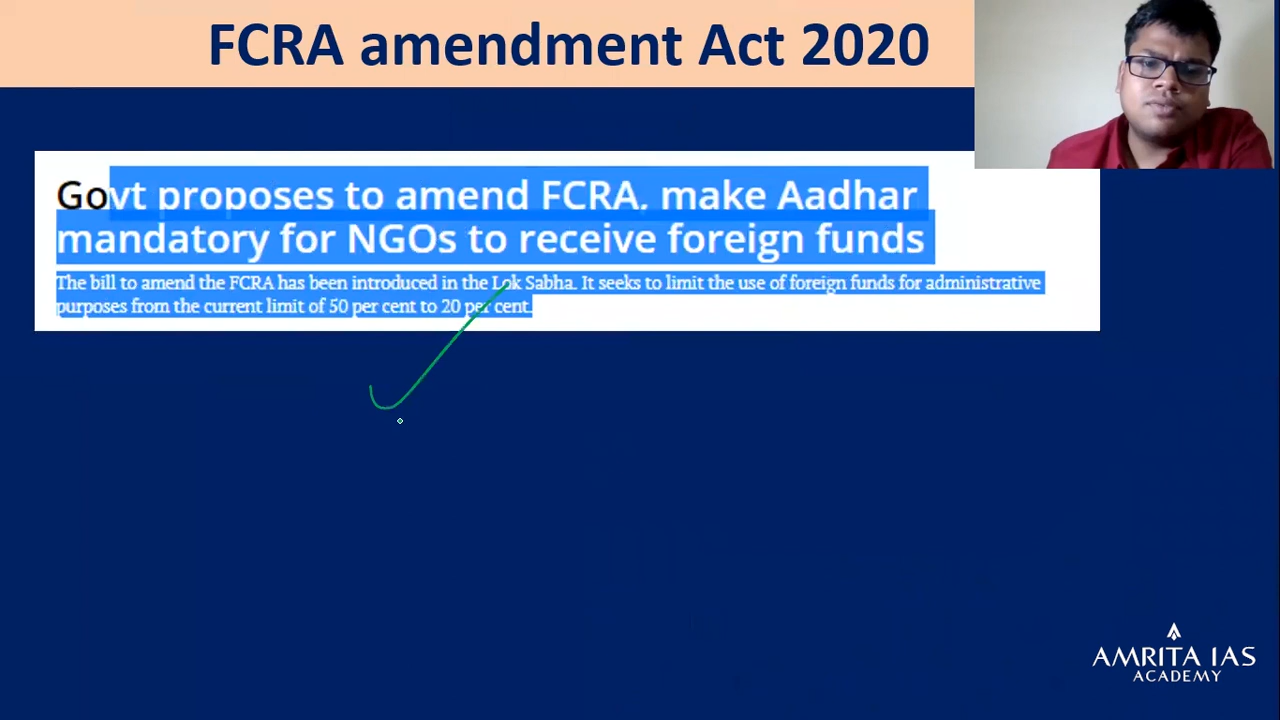 FCRA amendment Act 2020
Govt proposes to amend FCRA, make Aadhar
mandatory for NGOs to receive foreign funds
The bill to amend the FCRA has been introduced in the Lok Sabha. It seeks to limit the use of foreign funds for administrative
purposes from the current limit of 50 per cent to 20 per cent.
AMRITA IAS
ACADEMY